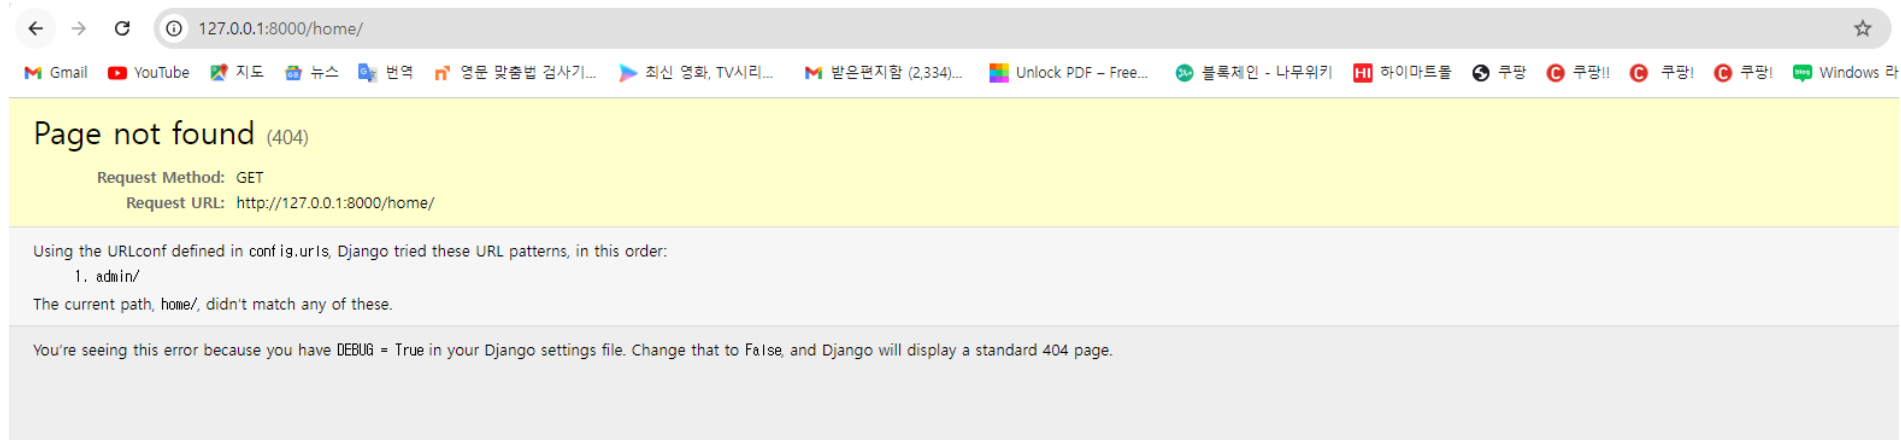 127.0.0.1:8000/home/
Gmail YouTube 지도 뉴스 번역 영문 맞춤법 검사기... 최신 영화, TV시리... 받은편지함 (2,334)... Unlock PDF – Free... 블록체인 - 나무위키 HI 하이마트몰 쿠팡 쿠팡!! 쿠팡! 쿠팡! Windows 라
Page not found (404)
Request Method: GET
Request URL: http://127.0.0.1:8000/home/
Using the URLconf defined in config.urls, Django tried these URL patterns, in this order:
1. admin/
The current path, home/, didn't match any of these.
You're seeing this error because you have DEBUG = True in your Django settings file. Change that to False, and Django will display a standard 404 page.